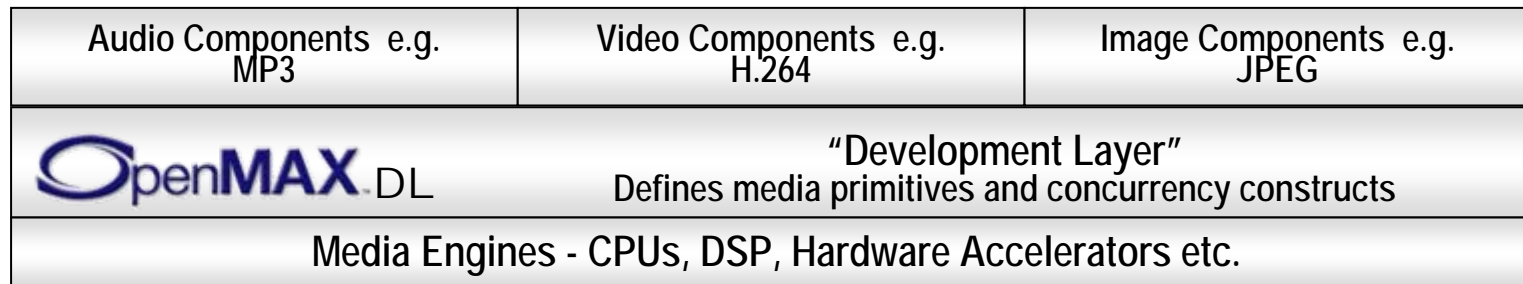 Audio Components e.g.
MP3
Video Components e.g.
H.264
Image Components e.g.
JPEG
OpenMAX DL
“Development Layer”
Defines media primitives and concurrency constructs
Media Engines - CPUs, DSP, Hardware Accelerators etc.